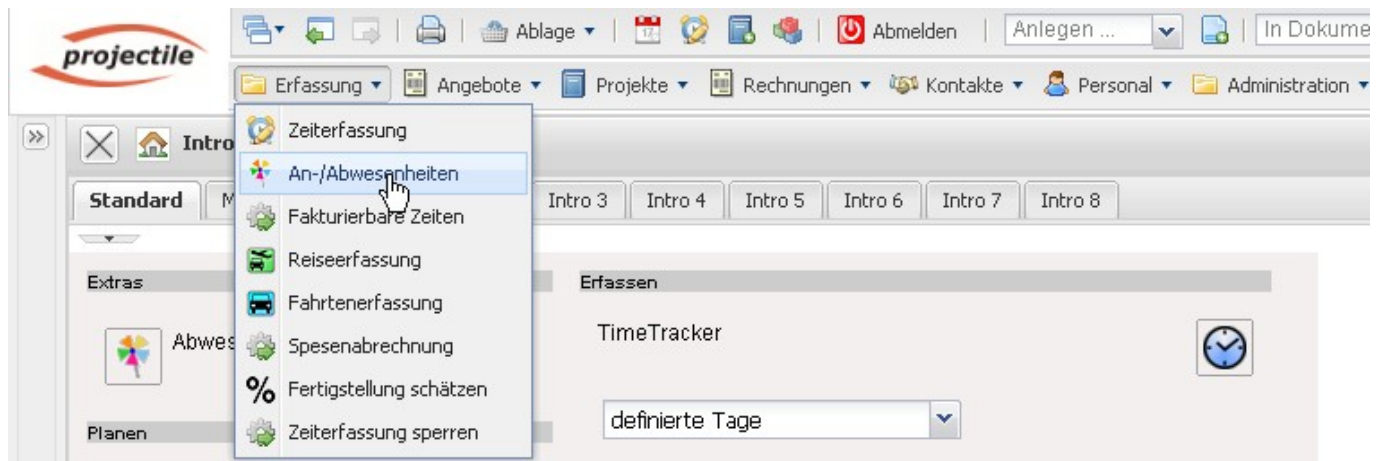 projectile
Ablage Abmelden Anlegen ... In Dokume
Erfassung Angebote Projekte Rechnungen Kontakte Personal Administration
Intro
Standard M Intro 3 Intro 4 Intro 5 Intro 6 Intro 7 Intro 8
Zeiterfassung
An-/Abwesenheiten
Fakturierbare Zeiten
Reiseerfassung
Fahrtenerfassung
Spesenabrechnung
% Fertigstellung schätzen
Zeiterfassung sperren
Extras
Abwes
Planen
Erfassen
TimeTracker
definierte Tage